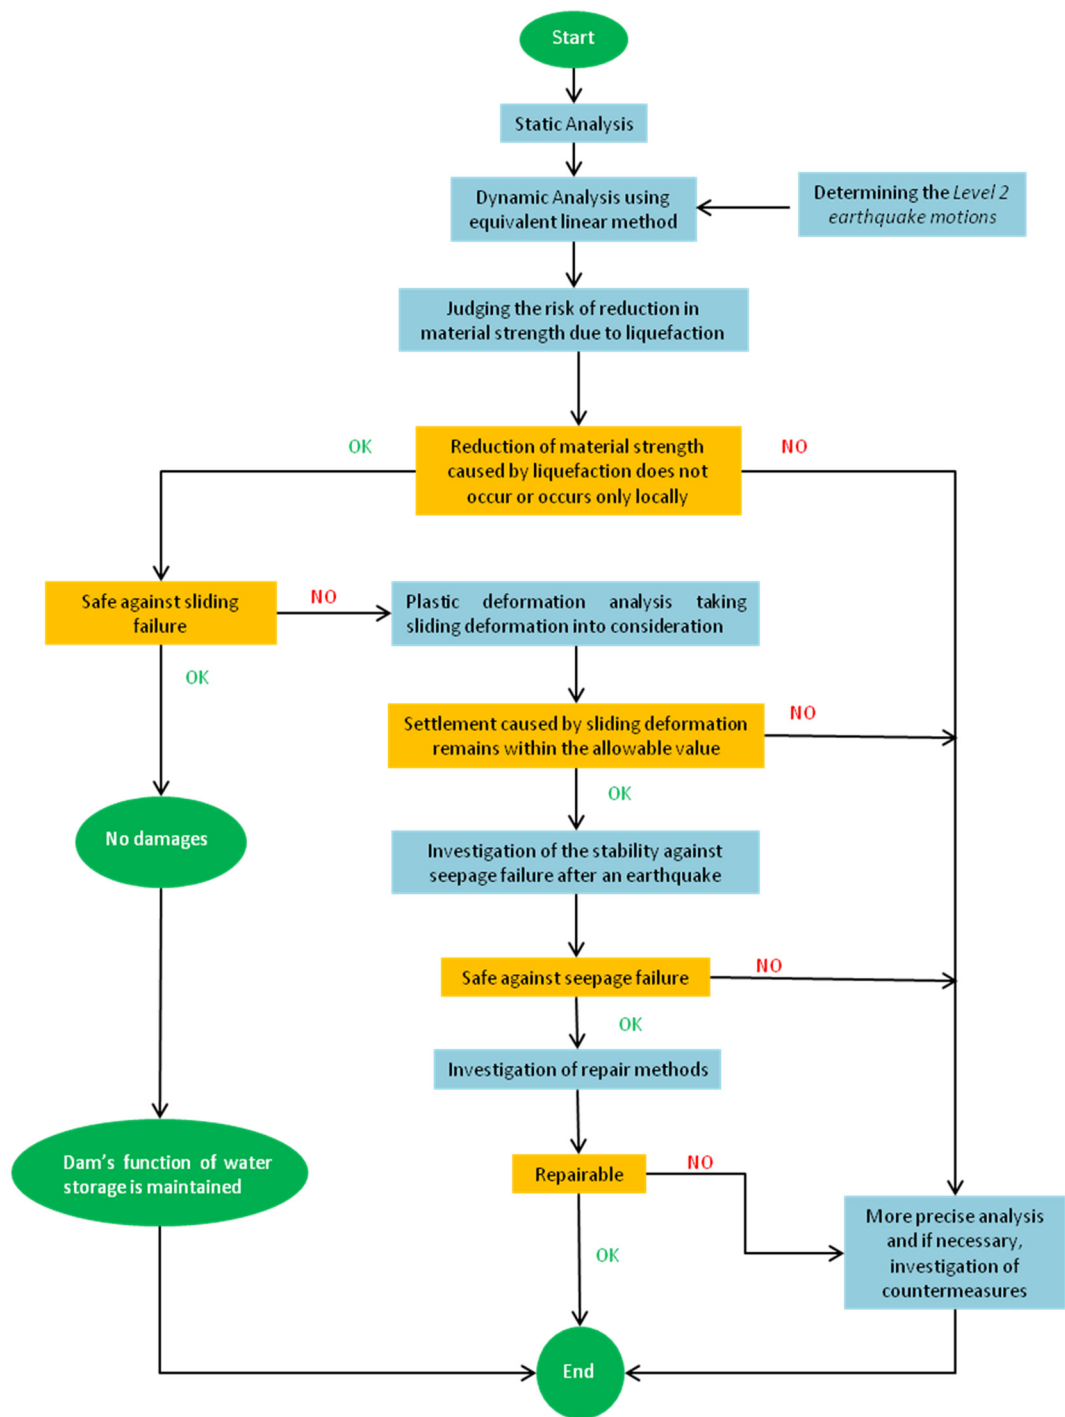 Start
Static Analysis
Dynamic Analysis using
equivalent linear method
Determining the Level 2
earthquake motions
Judging the risk of reduction in
material strength due to liquefaction
OK
Reduction of material strength
caused by liquefaction does not
occur or occurs only locally
NO
Safe against sliding
failure
NO
Plastic deformation analysis taking
sliding deformation into consideration
OK
Settlement caused by sliding deformation
remains within the allowable value
NO
OK
No damages
Investigation of the stability against
seepage failure after an earthquake
Safe against seepage failure
NO
OK
Investigation of repair methods
Dam's function of water
storage is maintained
Repairable
NO
More precise analysis
and if necessary,
investigation of
countermeasures
OK
End